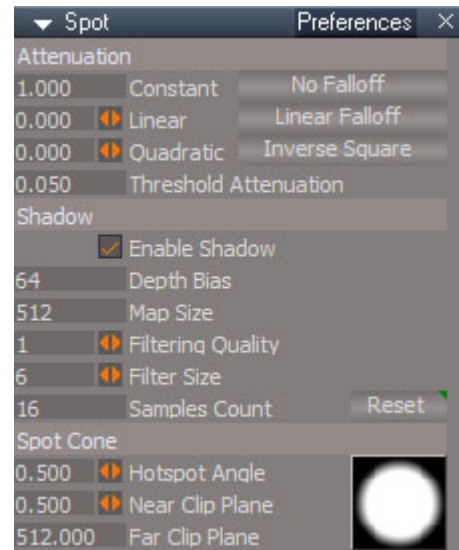 Spot Preferences
Attenuation
1.000 Constant No Falloff
0.000 Linear Linear Falloff
0.000 Quadratic Inverse Square
0.050 Threshold Attenuation
Shadow
Enable Shadow
64 Depth Bias
512 Map Size
1 Filtering Quality
6 Filter Size
16 Samples Count Reset
Spot Cone
0.500 Hotspot Angle
0.500 Near Clip Plane
512.000 Far Clip Plane